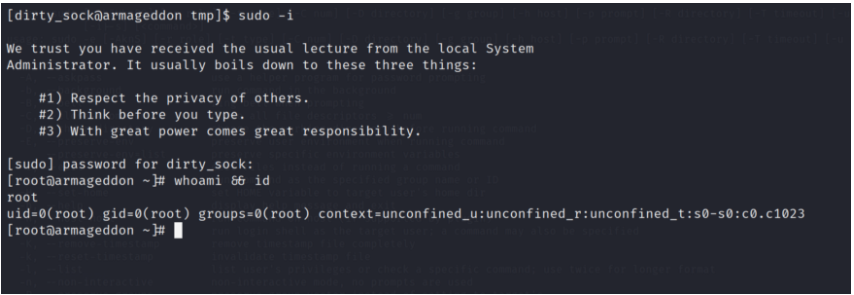 [dirty_sock@armageddon tmp]$ sudo -i
We trust you have received the usual lecture from the local System
Administrator. It usually boils down to these three things:
#1) Respect the privacy of others.
#2) Think before you type.
#3) With great power comes great responsibility.
[sudo] password for dirty_sock:
[root@armageddon ~]# whoami && id
root
uid=0(root) gid=0(root) groups=0(root) context=unconfined_u:unconfined_r:unconfined_t:s0-s0:c0.c1023
[root@armageddon ~]#